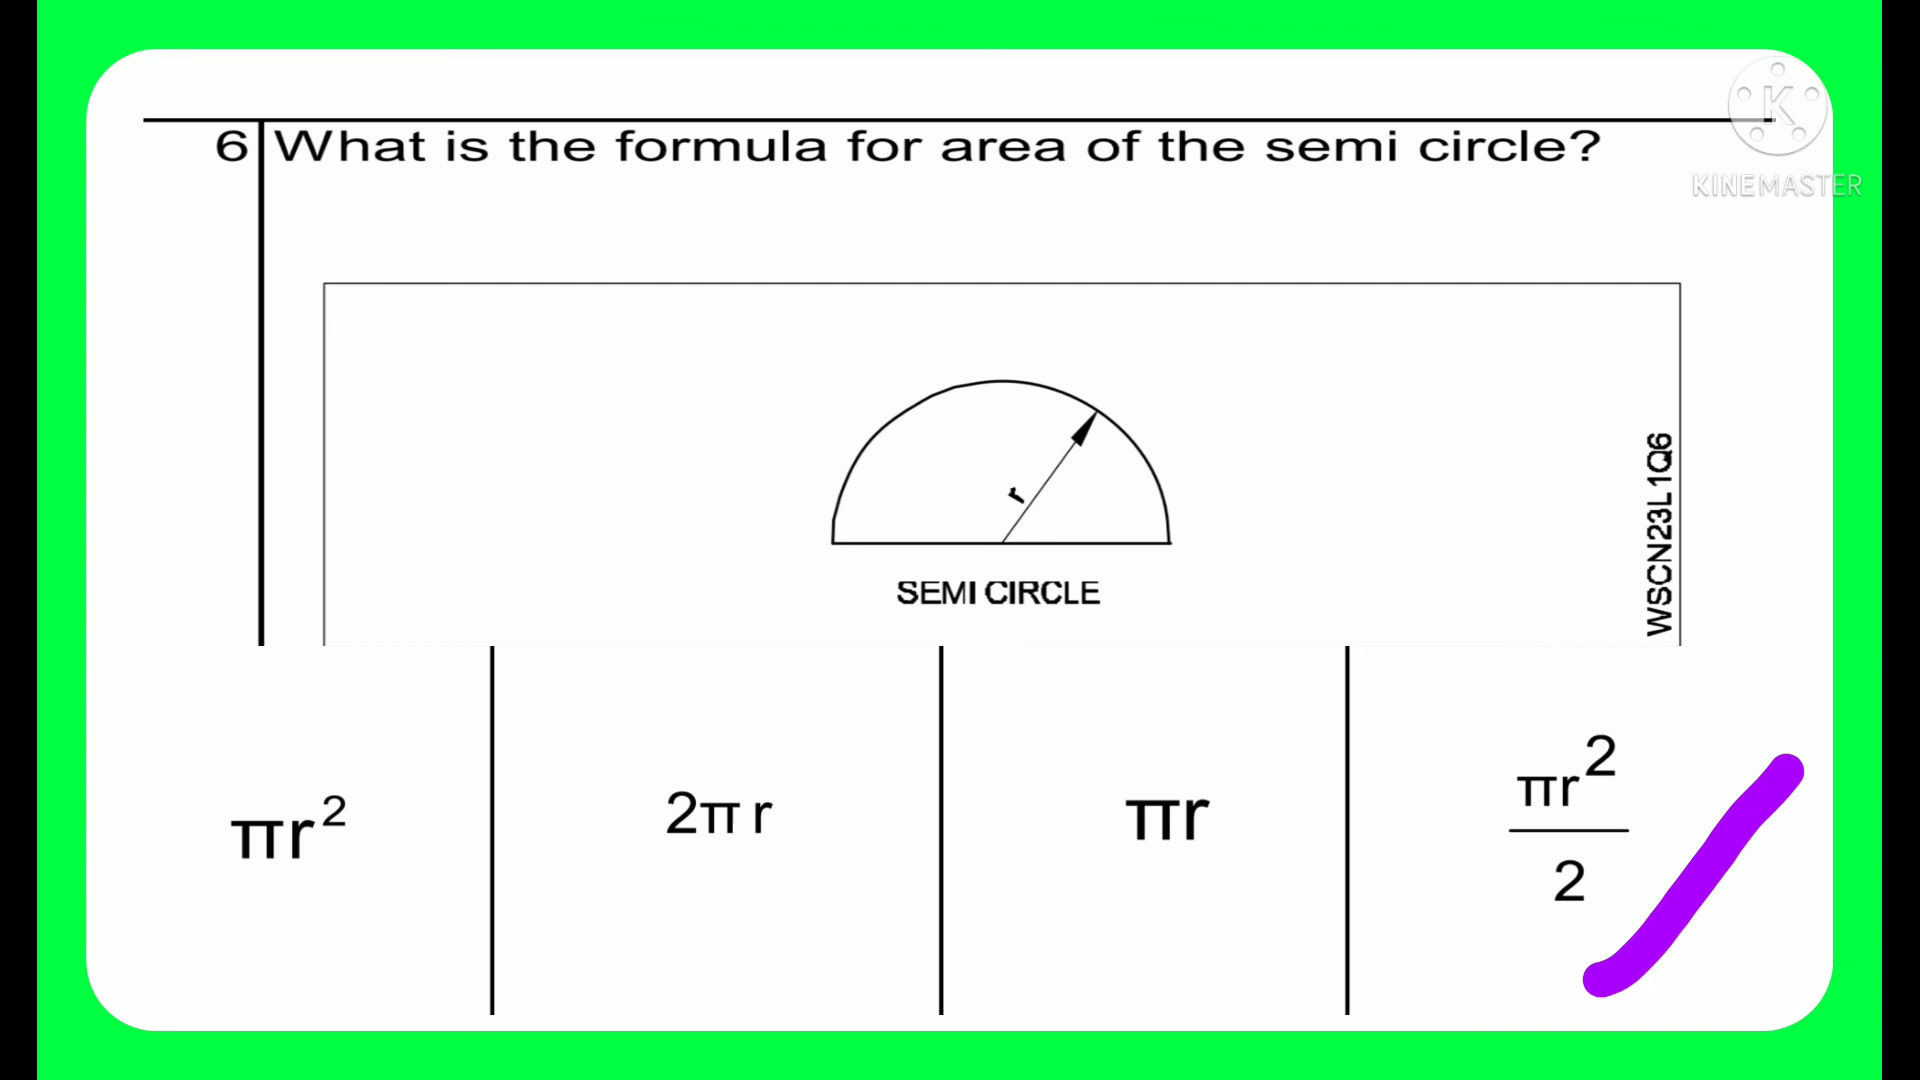 6 What is the formula for area of the semi circle?
K
KINEMASTER
r
SEMI CIRCLE
WSCN23L1Q6
πr²
2π r
πr
πr²
2